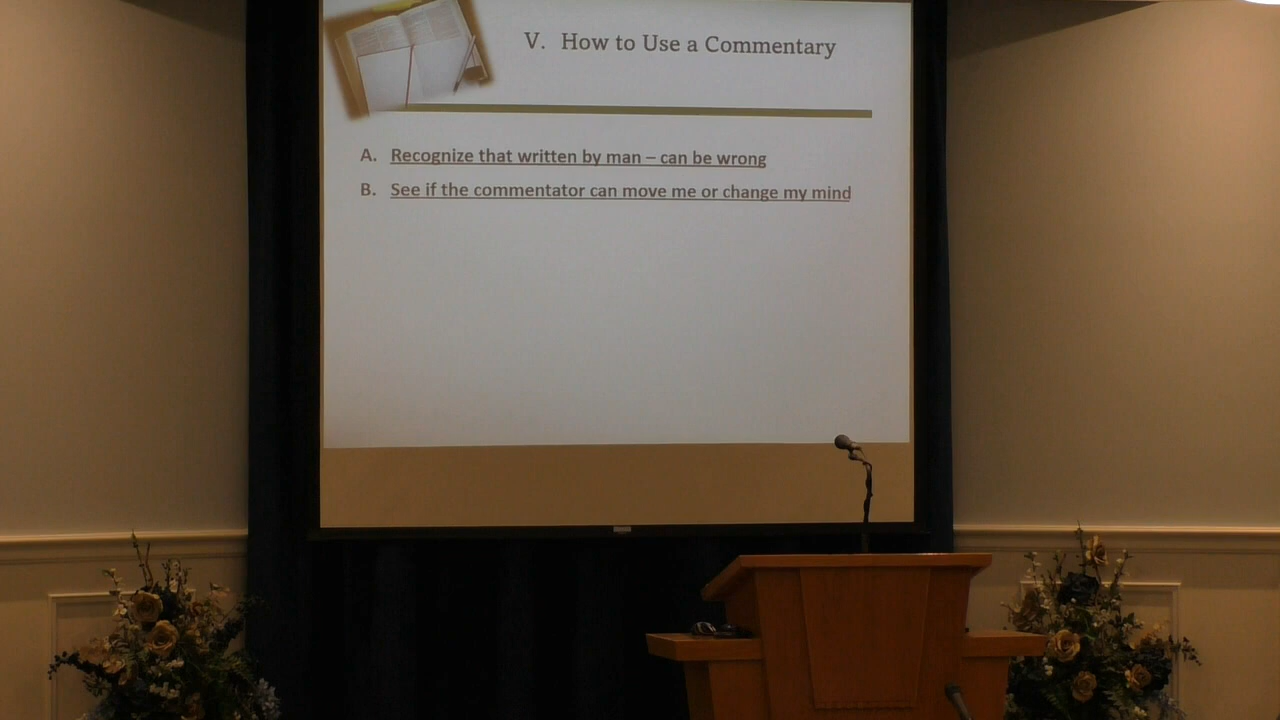 V. How to Use a Commentary
A. Recognize that written by man – can be wrong
B. See if the commentator can move me or change my mind